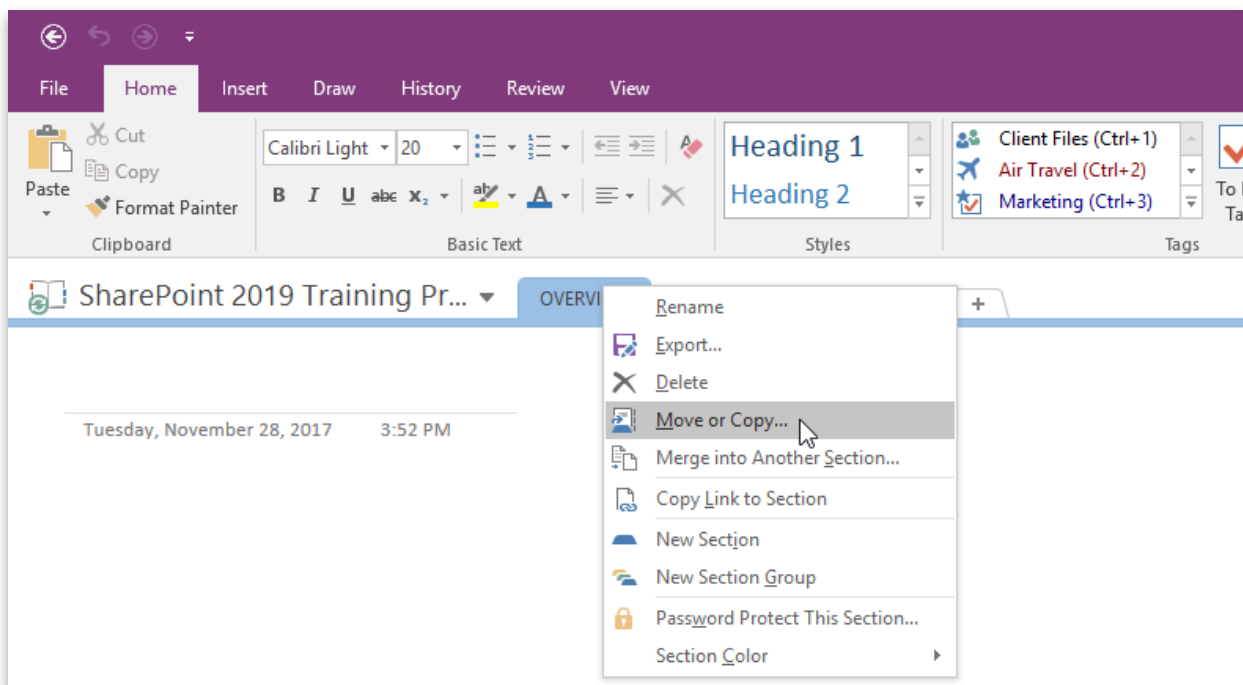 File Home Insert Draw History Review View
Cut
Copy
Paste
Format Painter
Clipboard
Calibri Light 20
B I U abc X₂ aby A
Basic Text
Heading 1
Heading 2
Styles
Client Files (Ctrl+1)
Air Travel (Ctrl+2)
Marketing (Ctrl+3)
To
Tags
SharePoint 2019 Training Pr... OVERVI +
Tuesday, November 28, 2017 3:52 PM
Rename
Export...
Delete
Move or Copy...
Merge into Another Section...
Copy Link to Section
New Section
New Section Group
Password Protect This Section...
Section Color